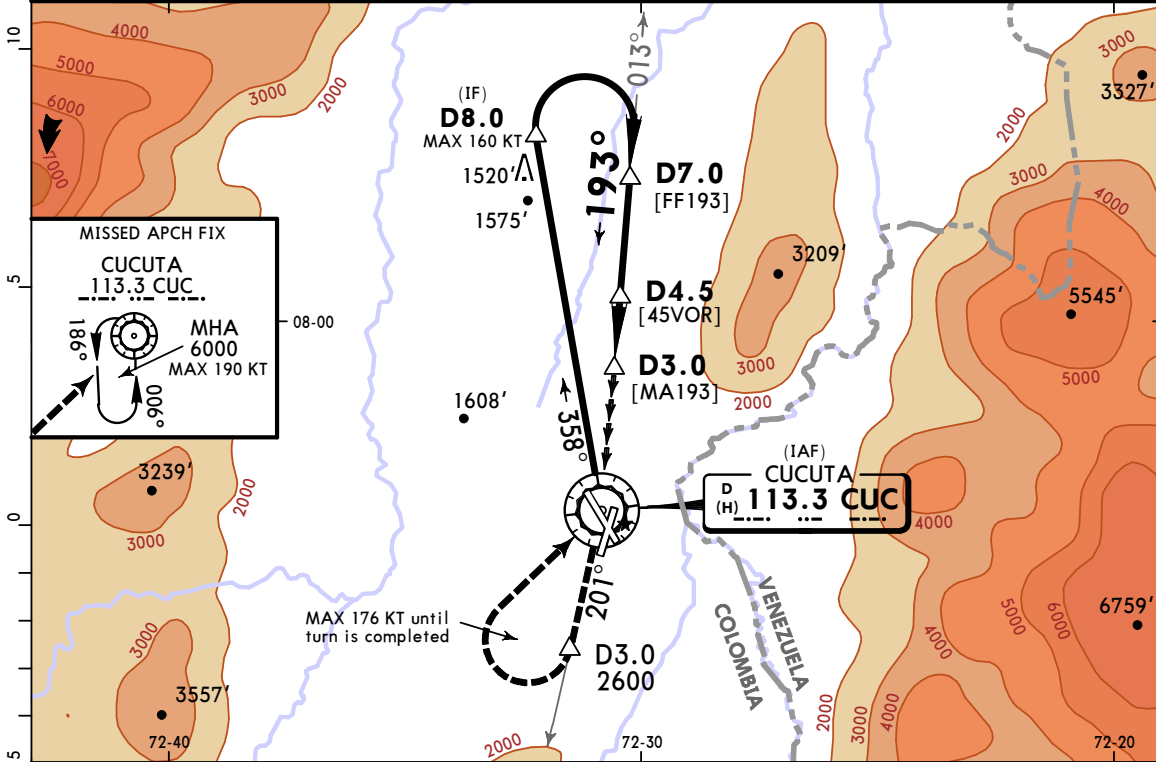 10
4000
5000
6000
7000
3000
2000
013°
(IF)
D8.0
MAX 160 KT
1520'
1575'
193°
D7.0
[FF193]
3209'
3000
2000
3000
3327'
2000
3000
4000
5545'
5000
MISSED APCH FIX
CUCUTA
113.3 CUC
186°
MHA
6000
MAX 190 KT
006°
5
08-00
D4.5
[45VOR]
D3.0
[MA193]
1608'
358°
3239'
3000
2000
0
(IAF)
CUCUTA
D
(H) 113.3 CUC
4000
201°
MAX 176 KT until
turn is completed
D3.0
2600
VENEZUELA
COLOMBIA
3000
3557'
5000
6000
6759'
4000
2000
3000
4000
2000
5
72-40
72-30
72-20